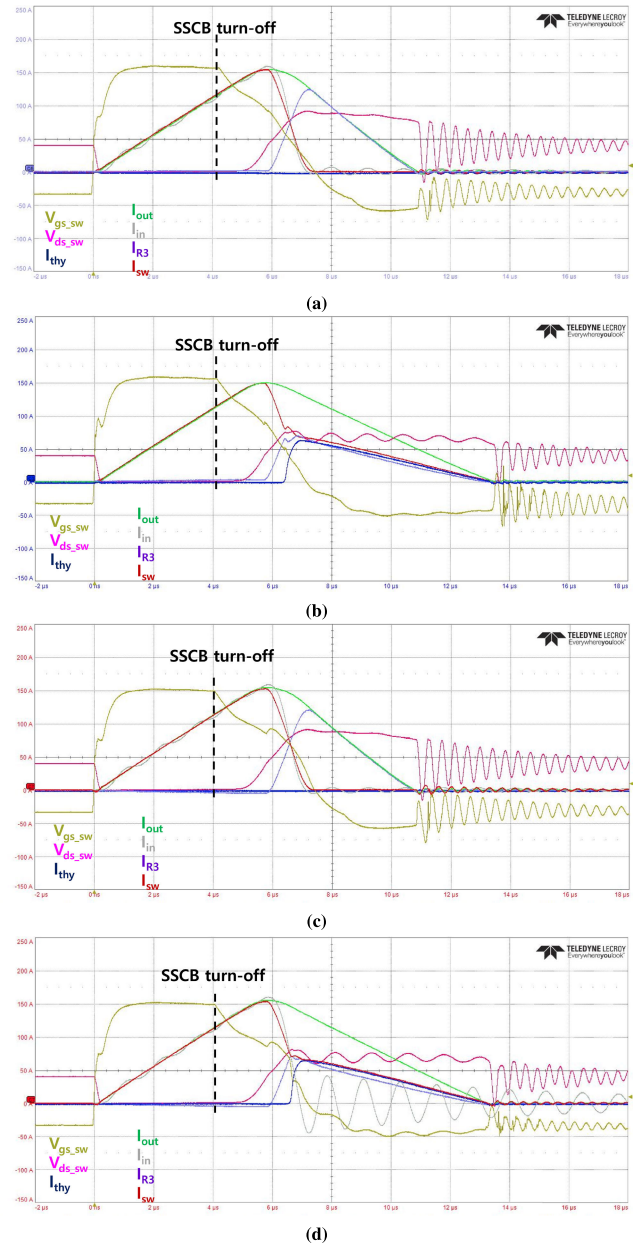 250 A
TELEDYNE LECROY
Everywhereyoulook"
SSCB turn-off
200 A
150 A
100 A
50 A
0 A
-50 A
Vgs_sw Iout
Vds_sw Iin
Ithy IR3
Isw
-100 A
-150 A
-2 µs 0 ns 2 µs 4 µs 6 µs 8 µs 10 µs 12 µs 14 µs 16 µs 18 µs
(a)
250 A
TELEDYNE LECROY
Everywhereyoulook"
SSCB turn-off
200 A
150 A
100 A
50 A
0 A
-50 A
Vgs_sw Iout
Vds_sw Iin
Ithy IR3
Isw
-100 A
-150 A
-2 µs 0 ns 2 µs 4 µs 6 µs 8 µs 10 µs 12 µs 14 µs 16 µs 18 µs
(b)
250 A
TELEDYNE LECROY
Everywhereyoulook"
SSCB turn-off
200 A
150 A
100 A
50 A
0 A
-50 A
Vgs_sw Iout
Vds_sw Iin
Ithy IR3
Isw
-100 A
-150 A
-2 µs 0 ns 2 µs 4 µs 6 µs 8 µs 10 µs 12 µs 14 µs 16 µs 18 µs
(c)
250 A
TELEDYNE LECROY
Everywhereyoulook"
SSCB turn-off
200 A
150 A
100 A
50 A
0 A
-50 A
Vgs_sw Iout
Vds_sw Iin
Ithy IR3
Isw
-100 A
-150 A
-2 µs 0 ns 2 µs 4 µs 6 µs 8 µs 10 µs 12 µs 14 µs 16 µs 18 µs
(d)